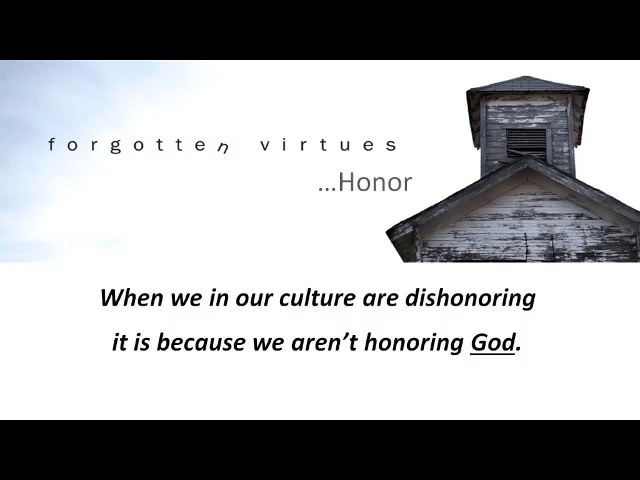 forgotten virtues
...Honor
When we in our culture are dishonoring
it is because we aren’t honoring God.